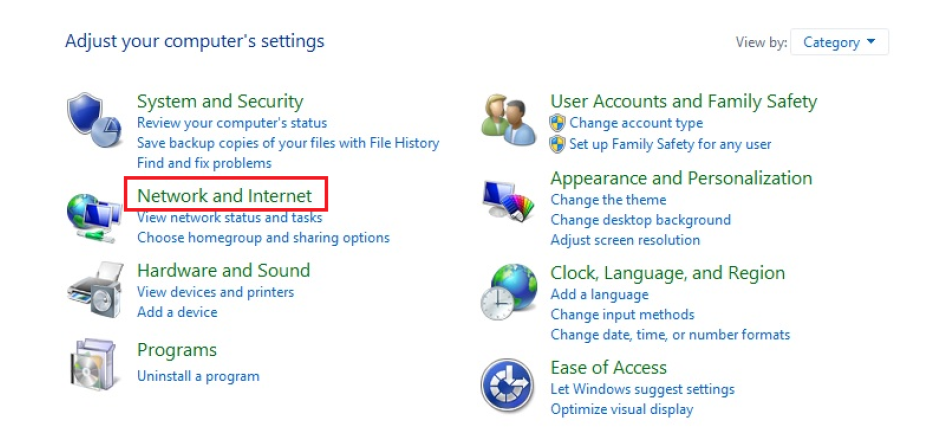 Adjust your computer's settings
View by: Category
System and Security
Review your computer's status
Save backup copies of your files with File History
Find and fix problems
Network and Internet
View network status and tasks
Choose homegroup and sharing options
Hardware and Sound
View devices and printers
Add a device
Programs
Uninstall a program
User Accounts and Family Safety
Change account type
Set up Family Safety for any user
Appearance and Personalization
Change the theme
Change desktop background
Adjust screen resolution
Clock, Language, and Region
Add a language
Change input methods
Change date, time, or number formats
Ease of Access
Let Windows suggest settings
Optimize visual display